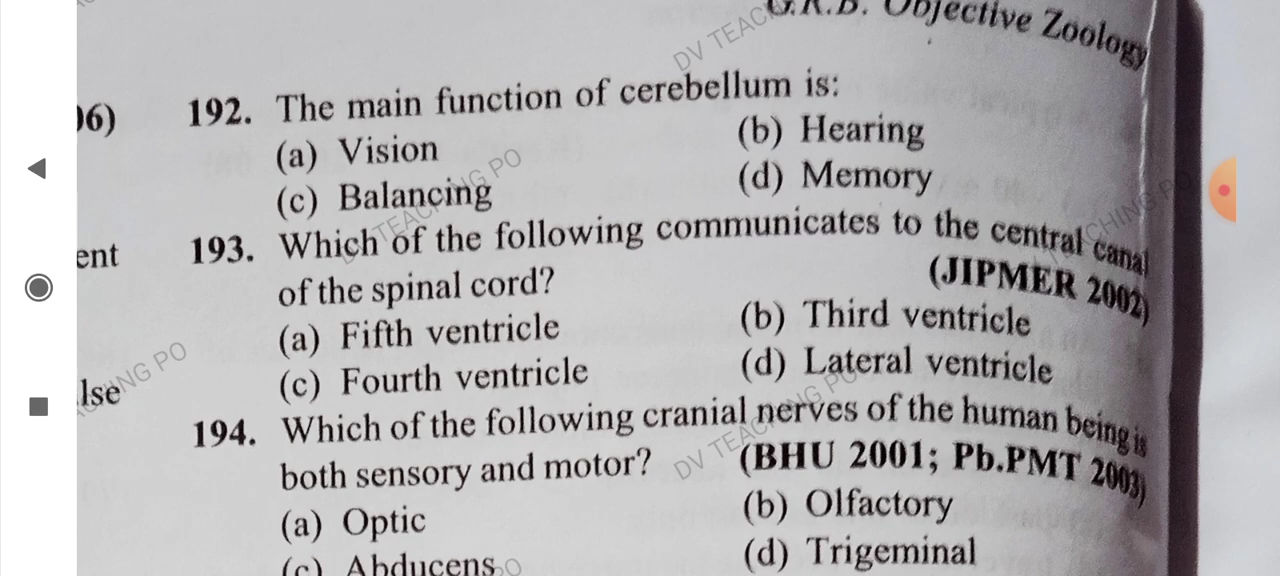 G.R.B. Objective Zoology
06)
192. The main function of cerebellum is:
(a) Vision (b) Hearing
(c) Balancing (d) Memory
ent
193. Which of the following communicates to the central canal
of the spinal cord? (JIPMER 2002)
(a) Fifth ventricle (b) Third ventricle
lse
(c) Fourth ventricle (d) Lateral ventricle
194. Which of the following cranial nerves of the human being is
both sensory and motor? (BHU 2001; Pb.PMT 2003)
(a) Optic (b) Olfactory
(c) Abducens (d) Trigeminal
DV TEACHING PO